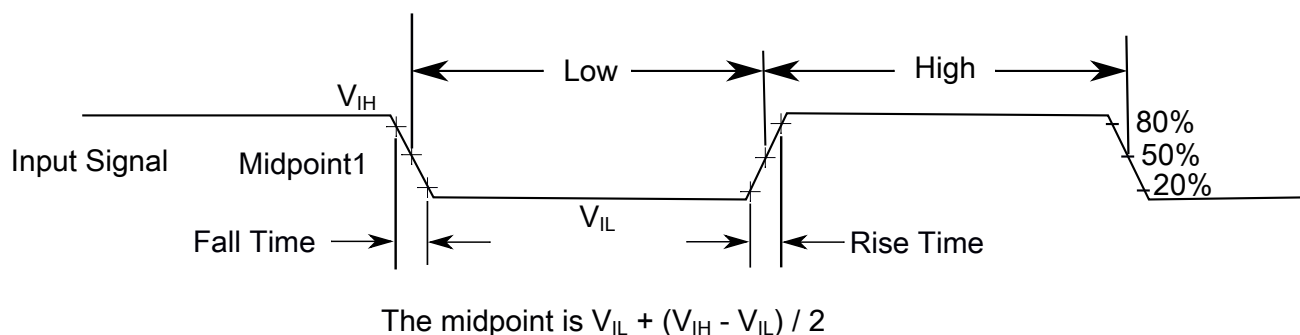 Low
High
V_IH
80%
Input Signal
Midpoint1
50%
20%
V_IL
Fall Time
Rise Time
The midpoint is V_IL + (V_IH - V_IL) / 2